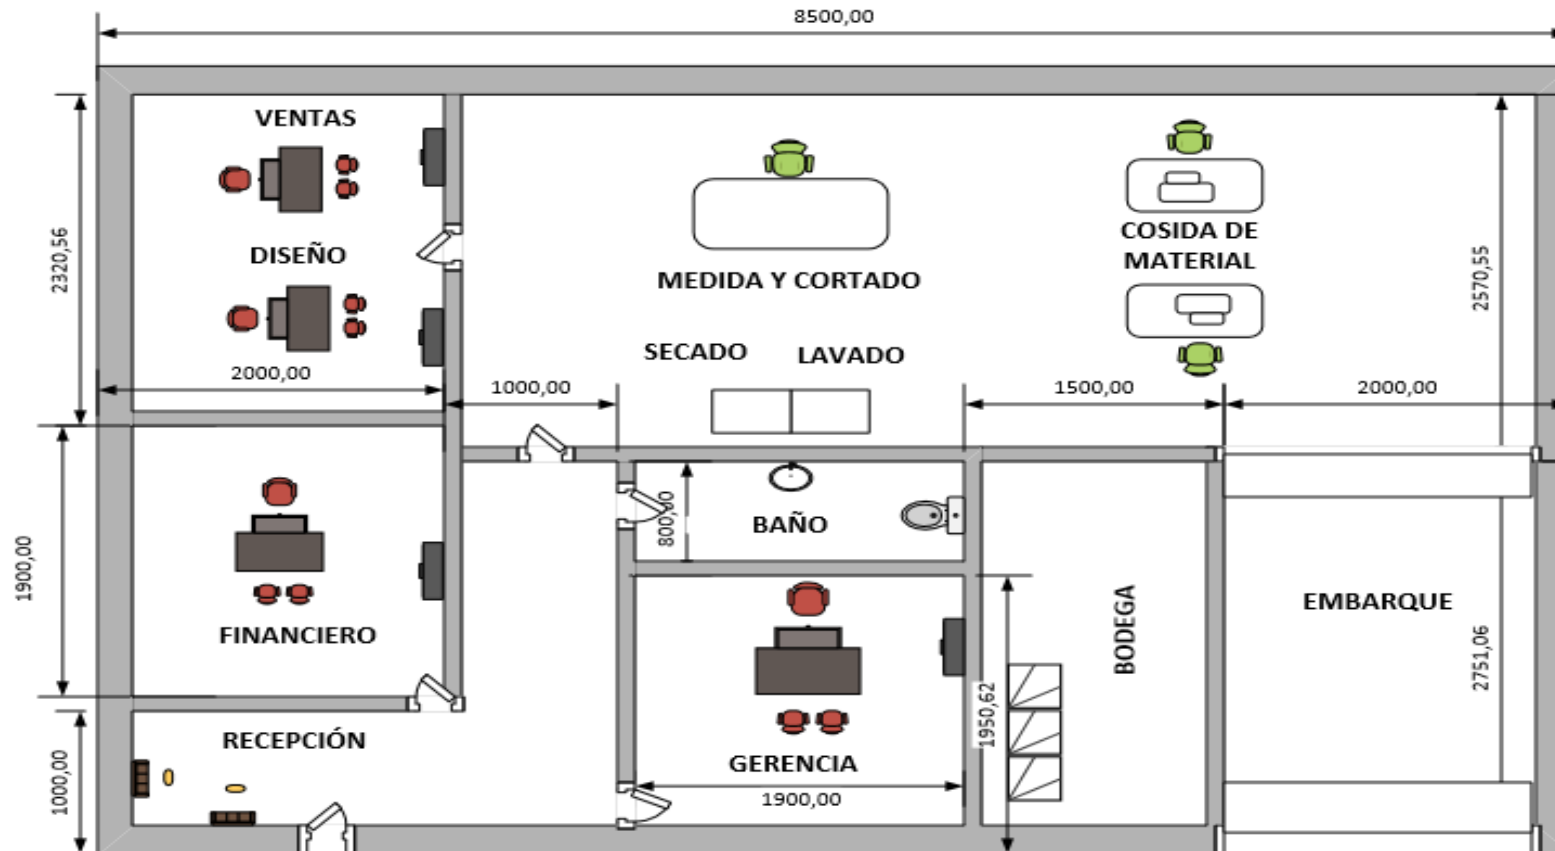 8500,00
VENTAS
DISEÑO
2320,56
2000,00
MEDIDA Y CORTADO
COSIDA DE
MATERIAL
2570,55
SECADO
LAVADO
1000,00
1500,00
2000,00
1900,00
FINANCIERO
800,00
BAÑO
BODEGA
EMBARQUE
2751,06
1950,62
RECEPCIÓN
1000,00
GERENCIA
1900,00